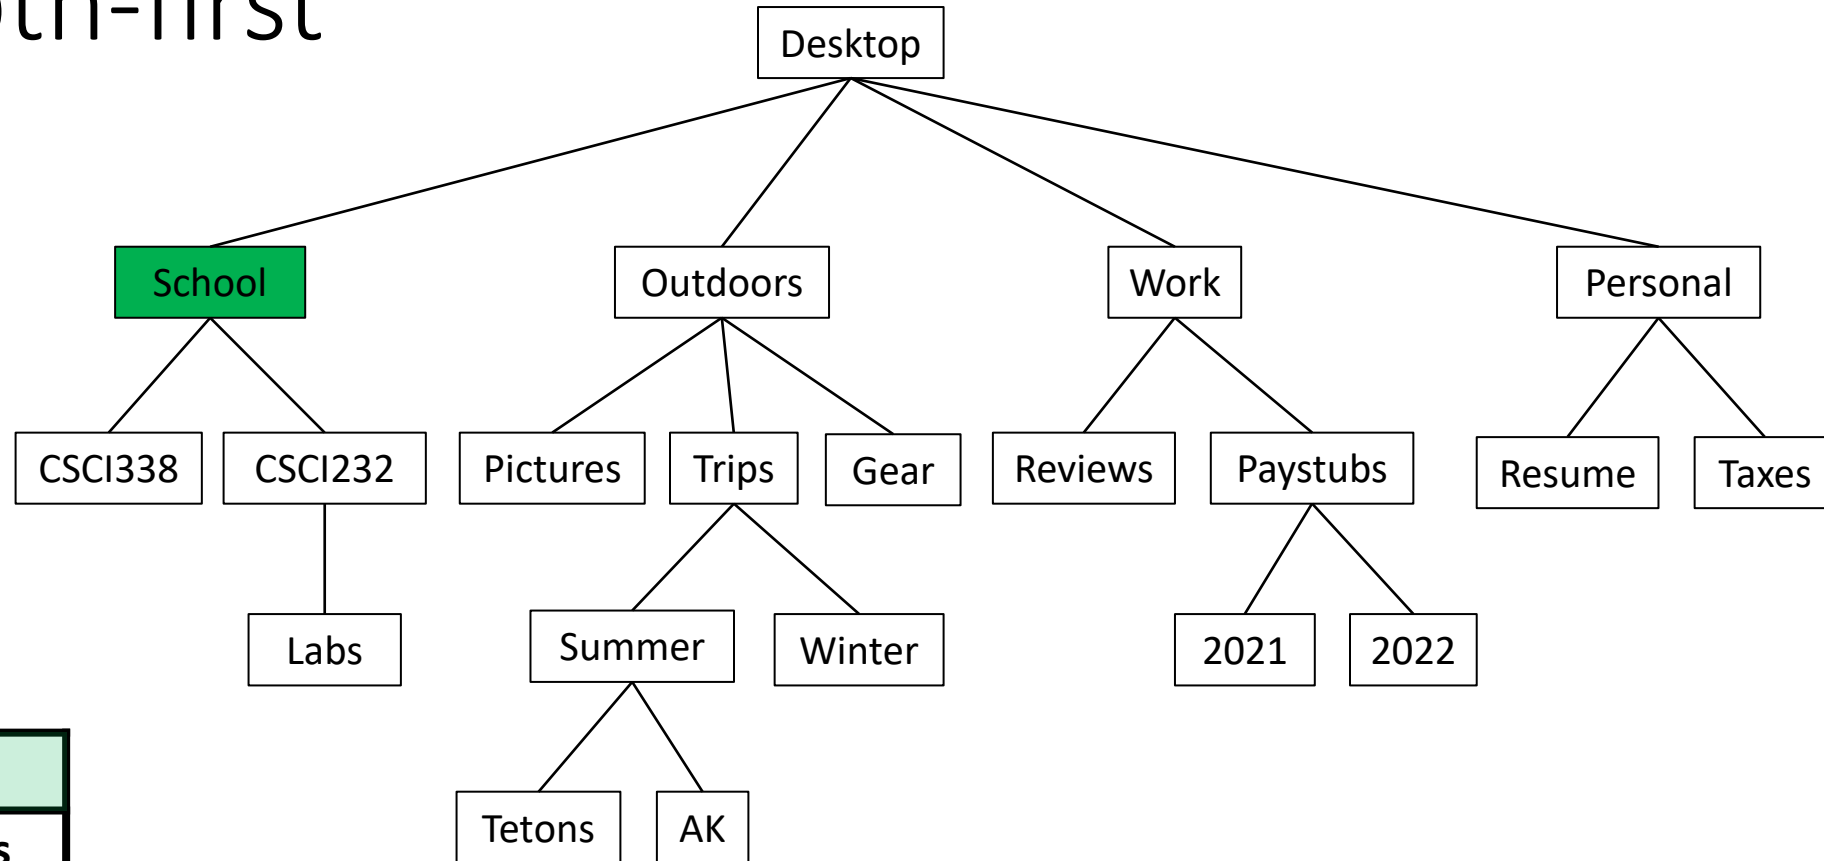 Desktop
School Outdoors Work Personal
CSCI338 CSCI232 Pictures Trips Gear Reviews Paystubs Resume Taxes
Labs Summer Winter 2021 2022
Tetons AK